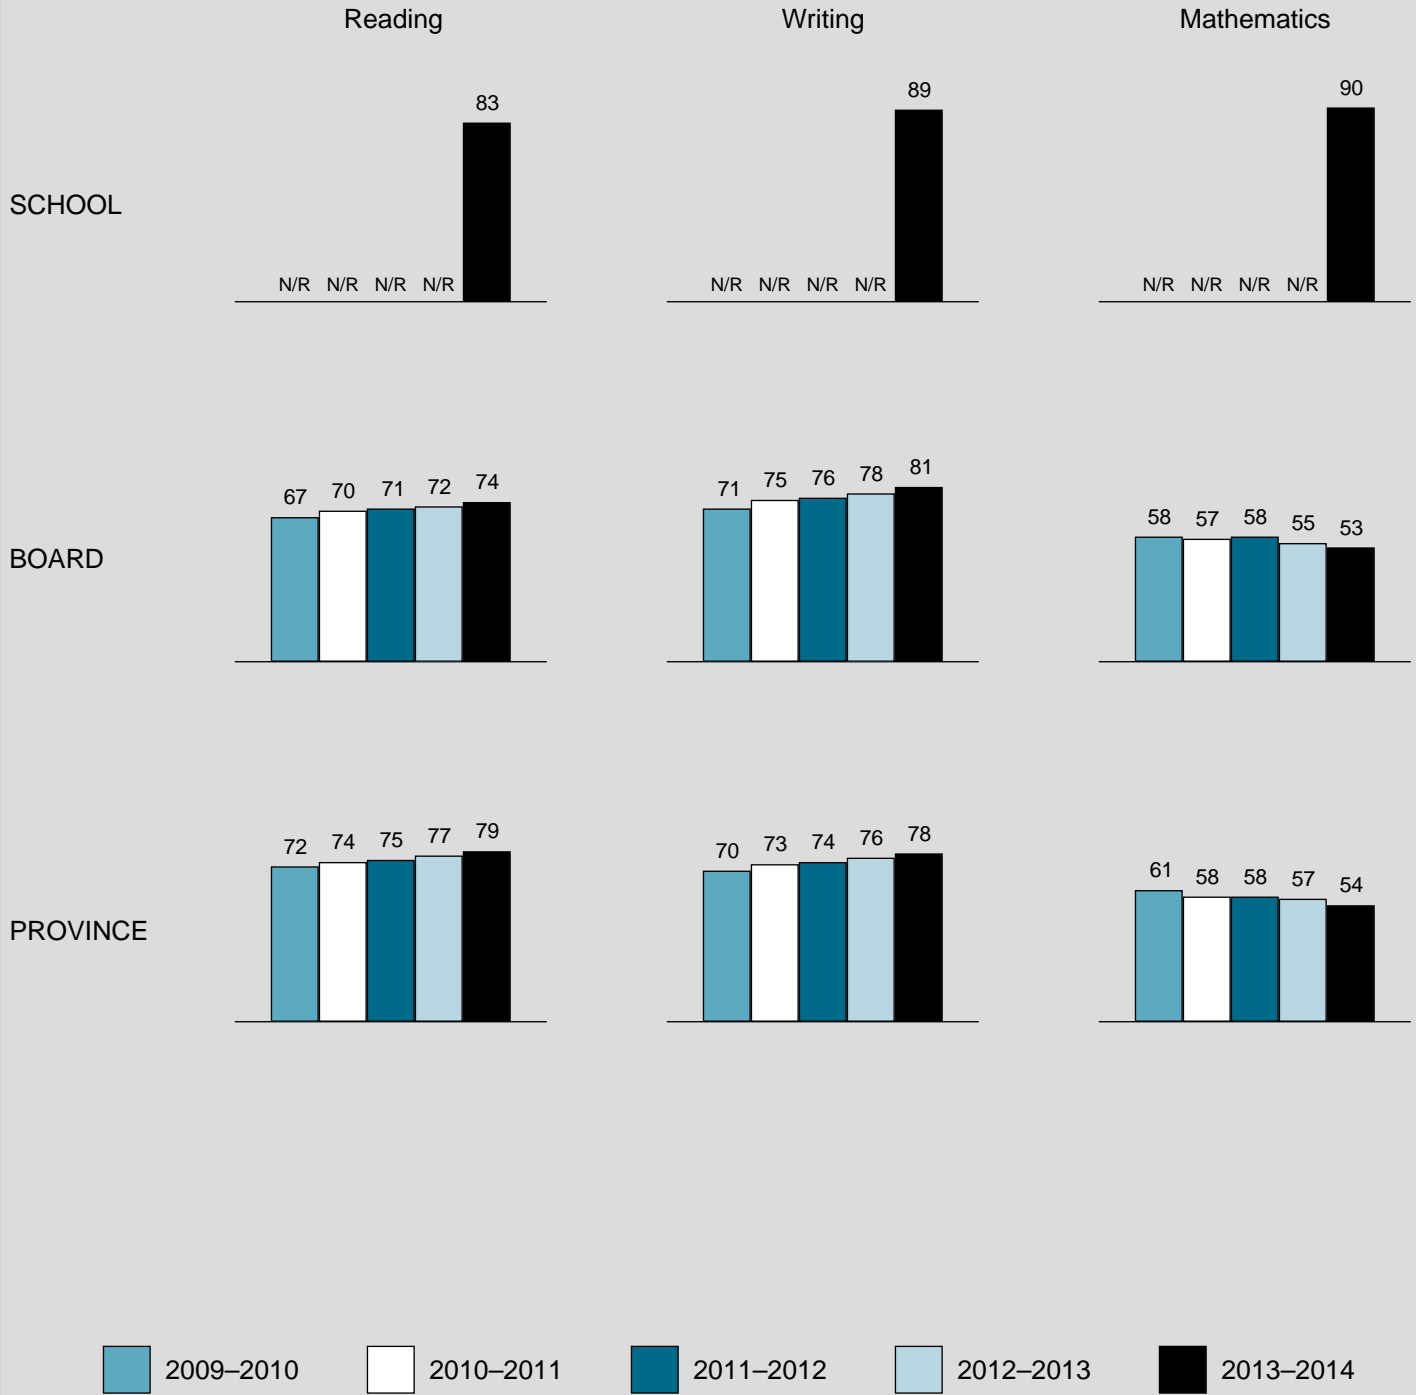 Reading Writing Mathematics
SCHOOL
83 89 90
N/R N/R N/R N/R N/R N/R N/R N/R N/R N/R N/R N/R
BOARD
67 70 71 72 74 71 75 76 78 81 58 57 58 55 53
PROVINCE
72 74 75 77 79 70 73 74 76 78 61 58 58 57 54
2009–2010 2010–2011 2011–2012 2012–2013 2013–2014